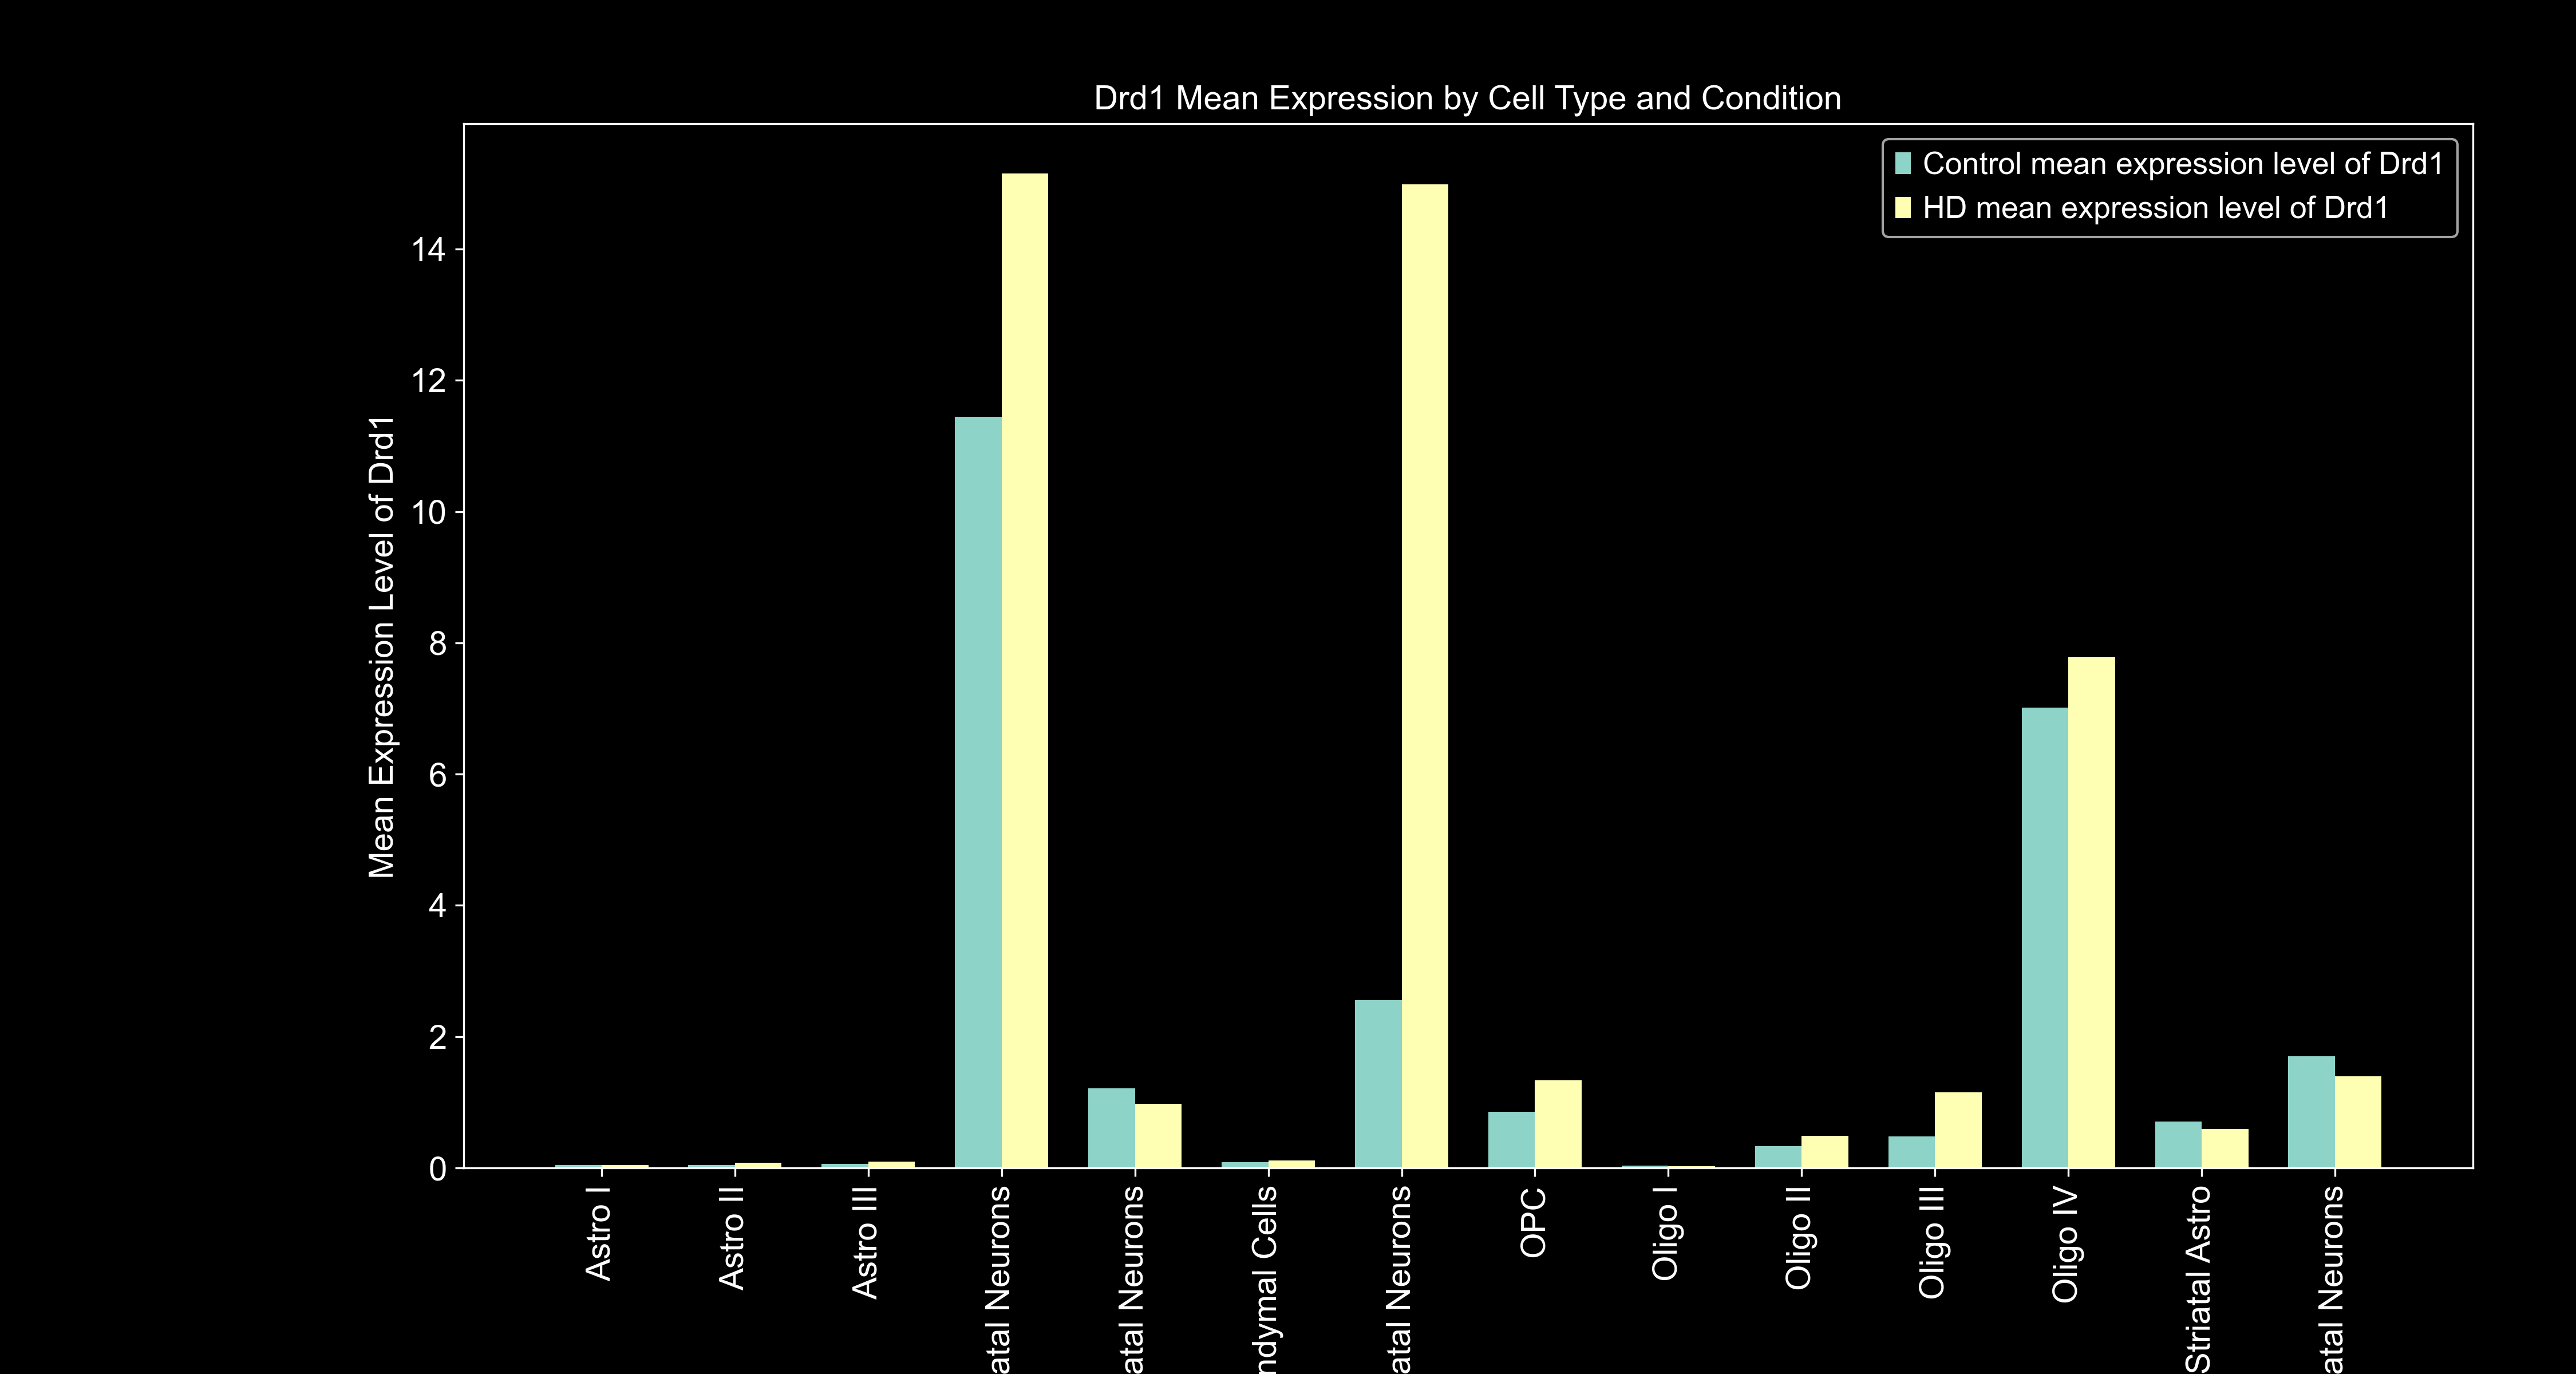 Drd1 Mean Expression by Cell Type and Condition
Control mean expression level of Drd1
HD mean expression level of Drd1
Mean Expression Level of Drd1
14
12
10
8
6
4
2
0
Astro I
Astro II
Astro III
atal Neurons
atal Neurons
ndymal Cells
atal Neurons
OPC
Oligo I
Oligo II
Oligo III
Oligo IV
Striatal Astro
atal Neurons